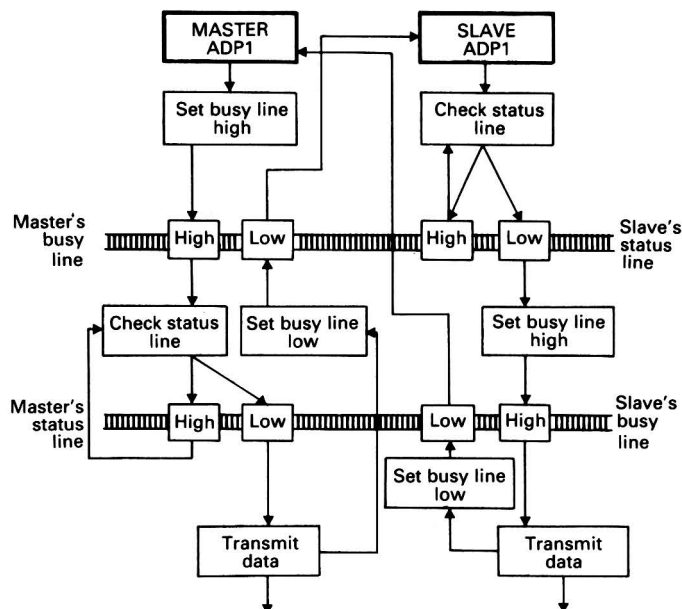 MASTER
ADP1
SLAVE
ADP1
Set busy line
high
Check status
line
Master's
busy
line
High
Low
High
Low
Slave's
status
line
Check status
line
Set busy line
low
Set busy line
high
Master's
status
line
High
Low
Low
High
Slave's
busy
line
Set busy line
low
Transmit
data
Transmit
data